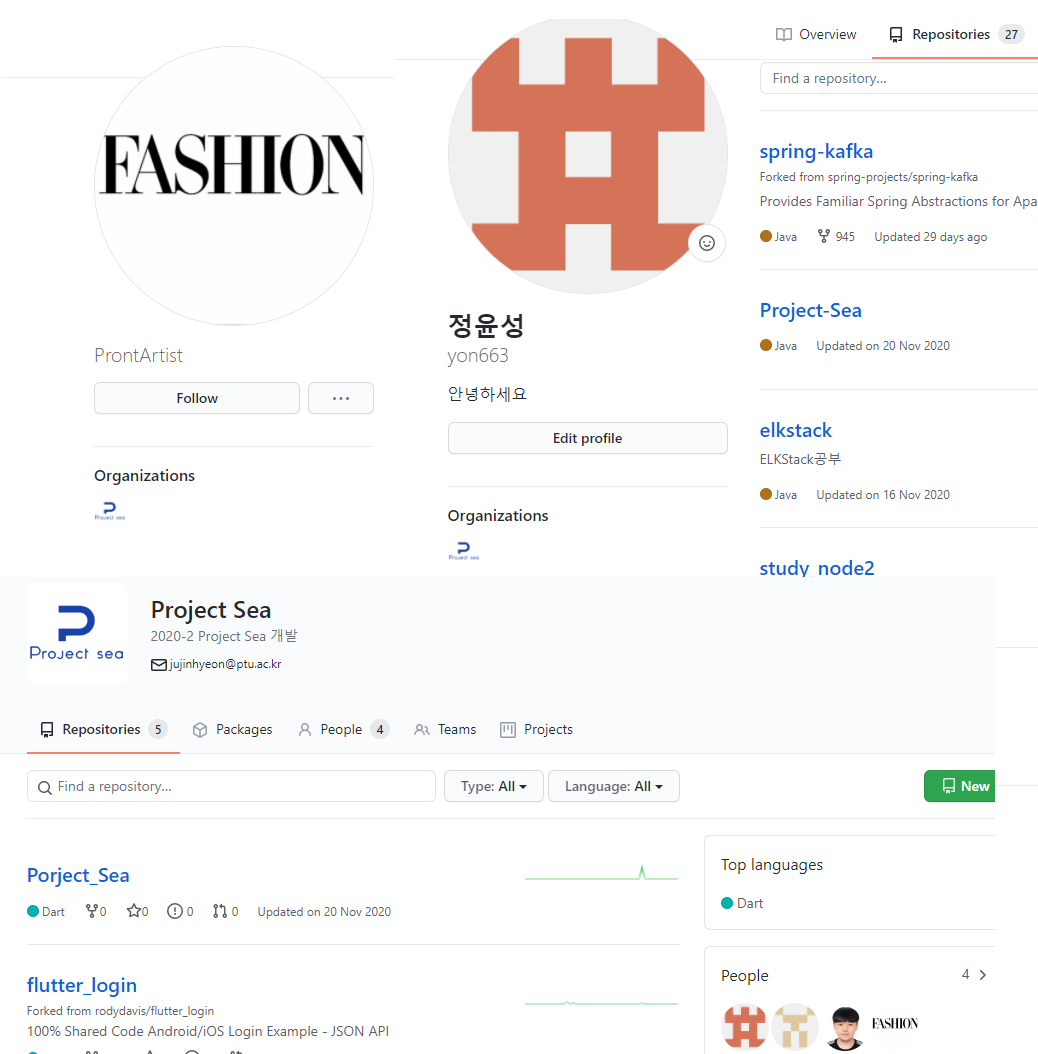 FASHION
ProntArtist
Follow
...
Organizations
Project sea
정윤성
yon663
안녕하세요
Edit profile
Organizations
Project sea
Overview
Repositories 27
Find a repository...
spring-kafka
Forked from spring-projects/spring-kafka
Provides Familiar Spring Abstractions for Apa
Java 945 Updated 29 days ago
Project-Sea
Java Updated on 20 Nov 2020
elkstack
ELKStack공부
Java Updated on 16 Nov 2020
study_node2
Project sea
Project Sea
2020-2 Project Sea 개발
jujinhyeon@ptu.ac.kr
Repositories 5 Packages People 4 Teams Projects
Find a repository...
Type: All
Language: All
New
Porject_Sea
Dart 0 0 0 0 Updated on 20 Nov 2020
flutter_login
Forked from rodydavis/flutter_login
100% Shared Code Android/iOS Login Example - JSON API
Top languages
Dart
People 4
FASHION